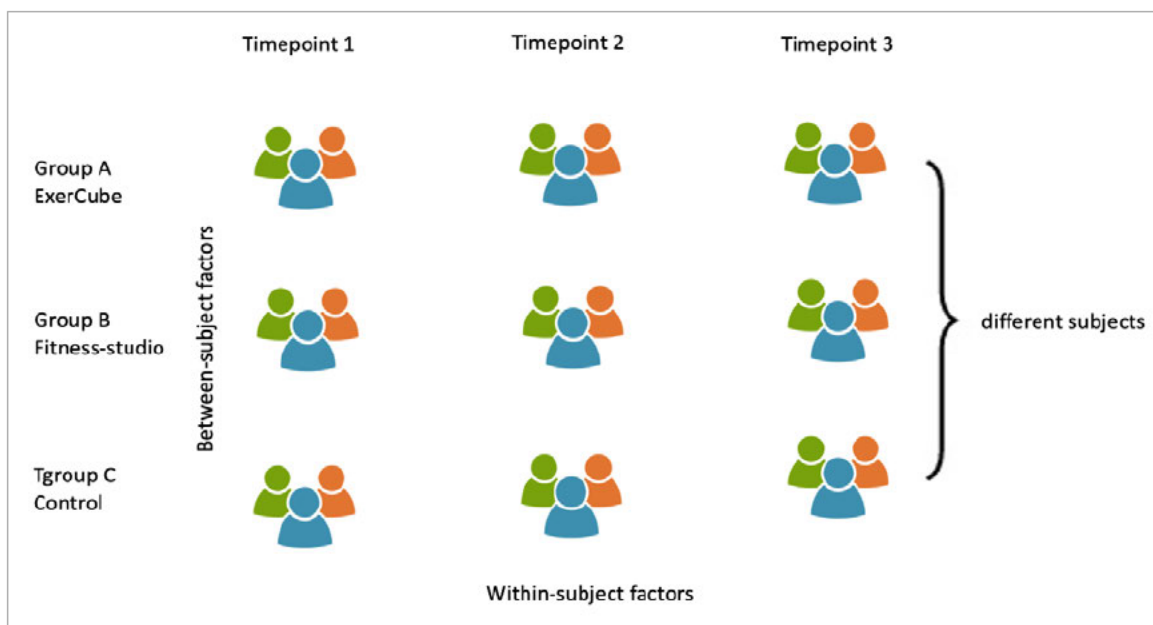 Timepoint 1
Timepoint 2
Timepoint 3
Group A
ExerCube
Between-subject factors
Group B
Fitness-studio
different subjects
Tgroup C
Control
Within-subject factors